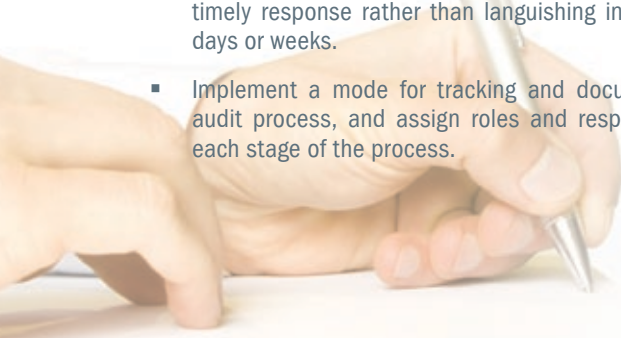 timely response rather than languishing in
days or weeks.
▪ Implement a mode for tracking and docu
audit process, and assign roles and resp
each stage of the process.